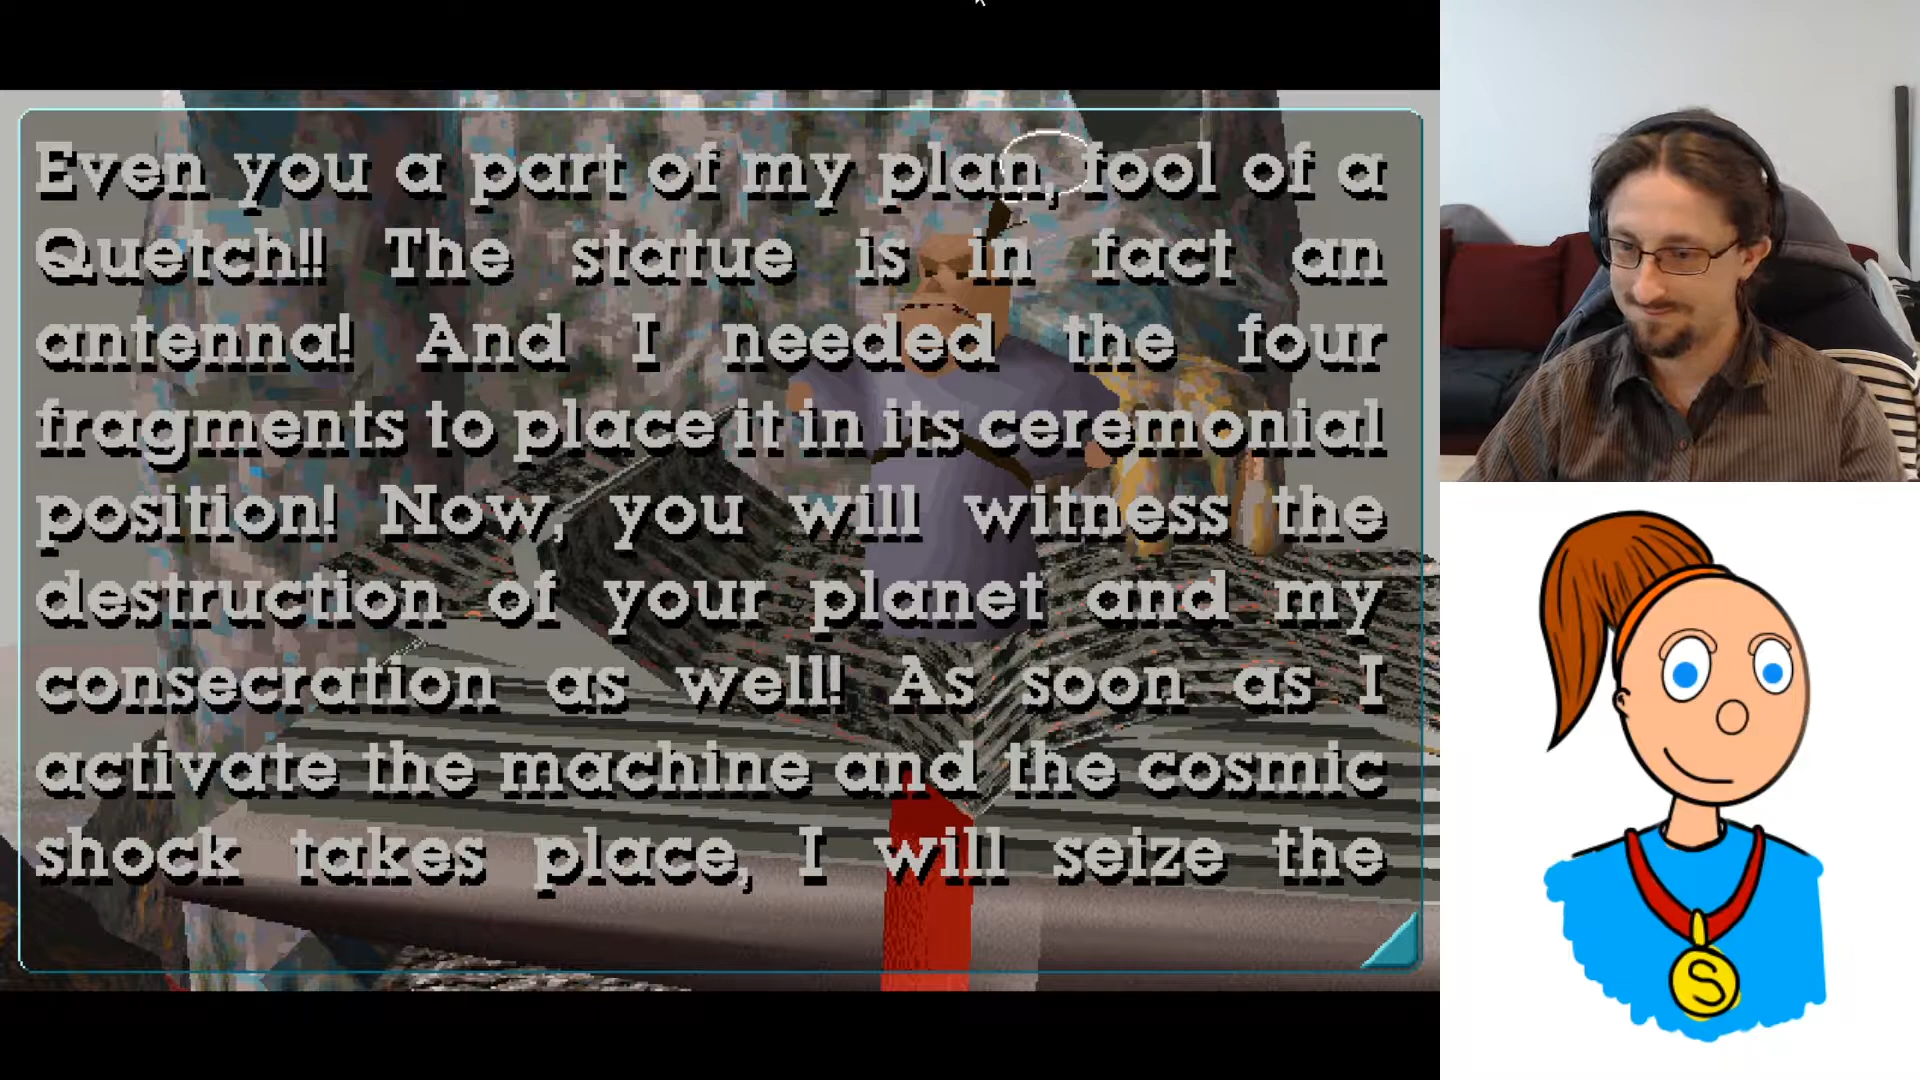 Even you a part of my plan, fool of a
Quetch!! The statue is in fact an
antenna! And I needed the four
fragments to place it in its ceremonial
position! Now, you will witness the
destruction of your planet and my
consecration as well! As soon as I
activate the machine and the cosmic
shock takes place, I will seize the
S